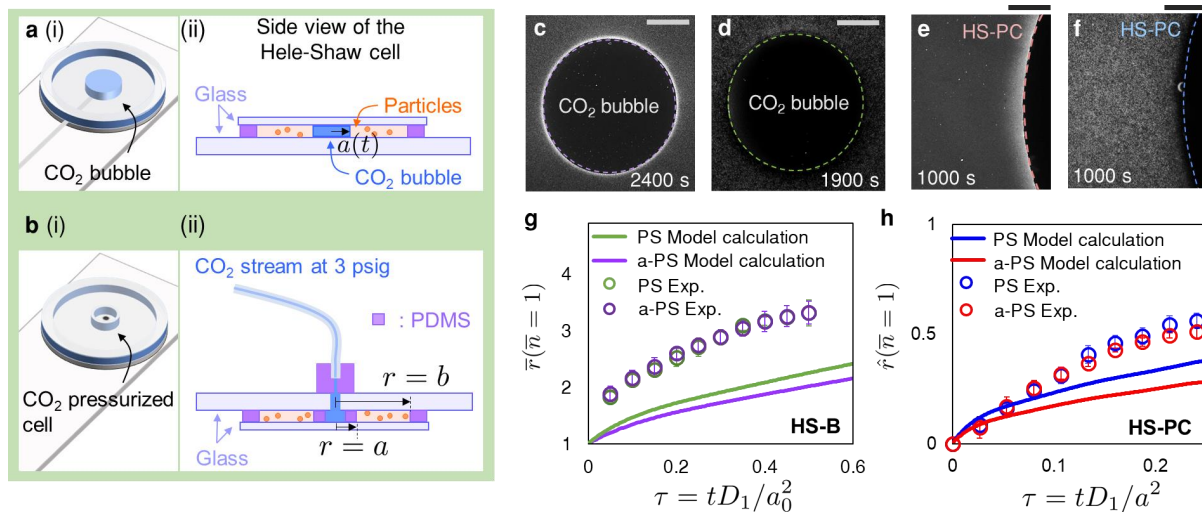 a (i)
(ii)
Side view of the
Hele-Shaw cell
Glass
Particles
a(t)
CO₂ bubble
CO₂ bubble
b (i)
(ii)
CO₂ stream at 3 psig
: PDMS
r = b
CO₂ pressurized
cell
r = a
Glass
c
CO₂ bubble
2400 s
d
CO₂ bubble
1900 s
e
HS-PC
1000 s
f
HS-PC
1000 s
g
PS Model calculation
a-PS Model calculation
PS Exp.
a-PS Exp.
r̅(n̅ = 1)
4
3
2
1
0
0.2
0.4
0.6
HS-B
τ = tD₁/a₀²
h
PS Model calculation
a-PS Model calculation
PS Exp.
a-PS Exp.
r̂(n̅ = 1)
1
0.5
0
0
0.1
0.2
HS-PC
τ = tD₁/a²